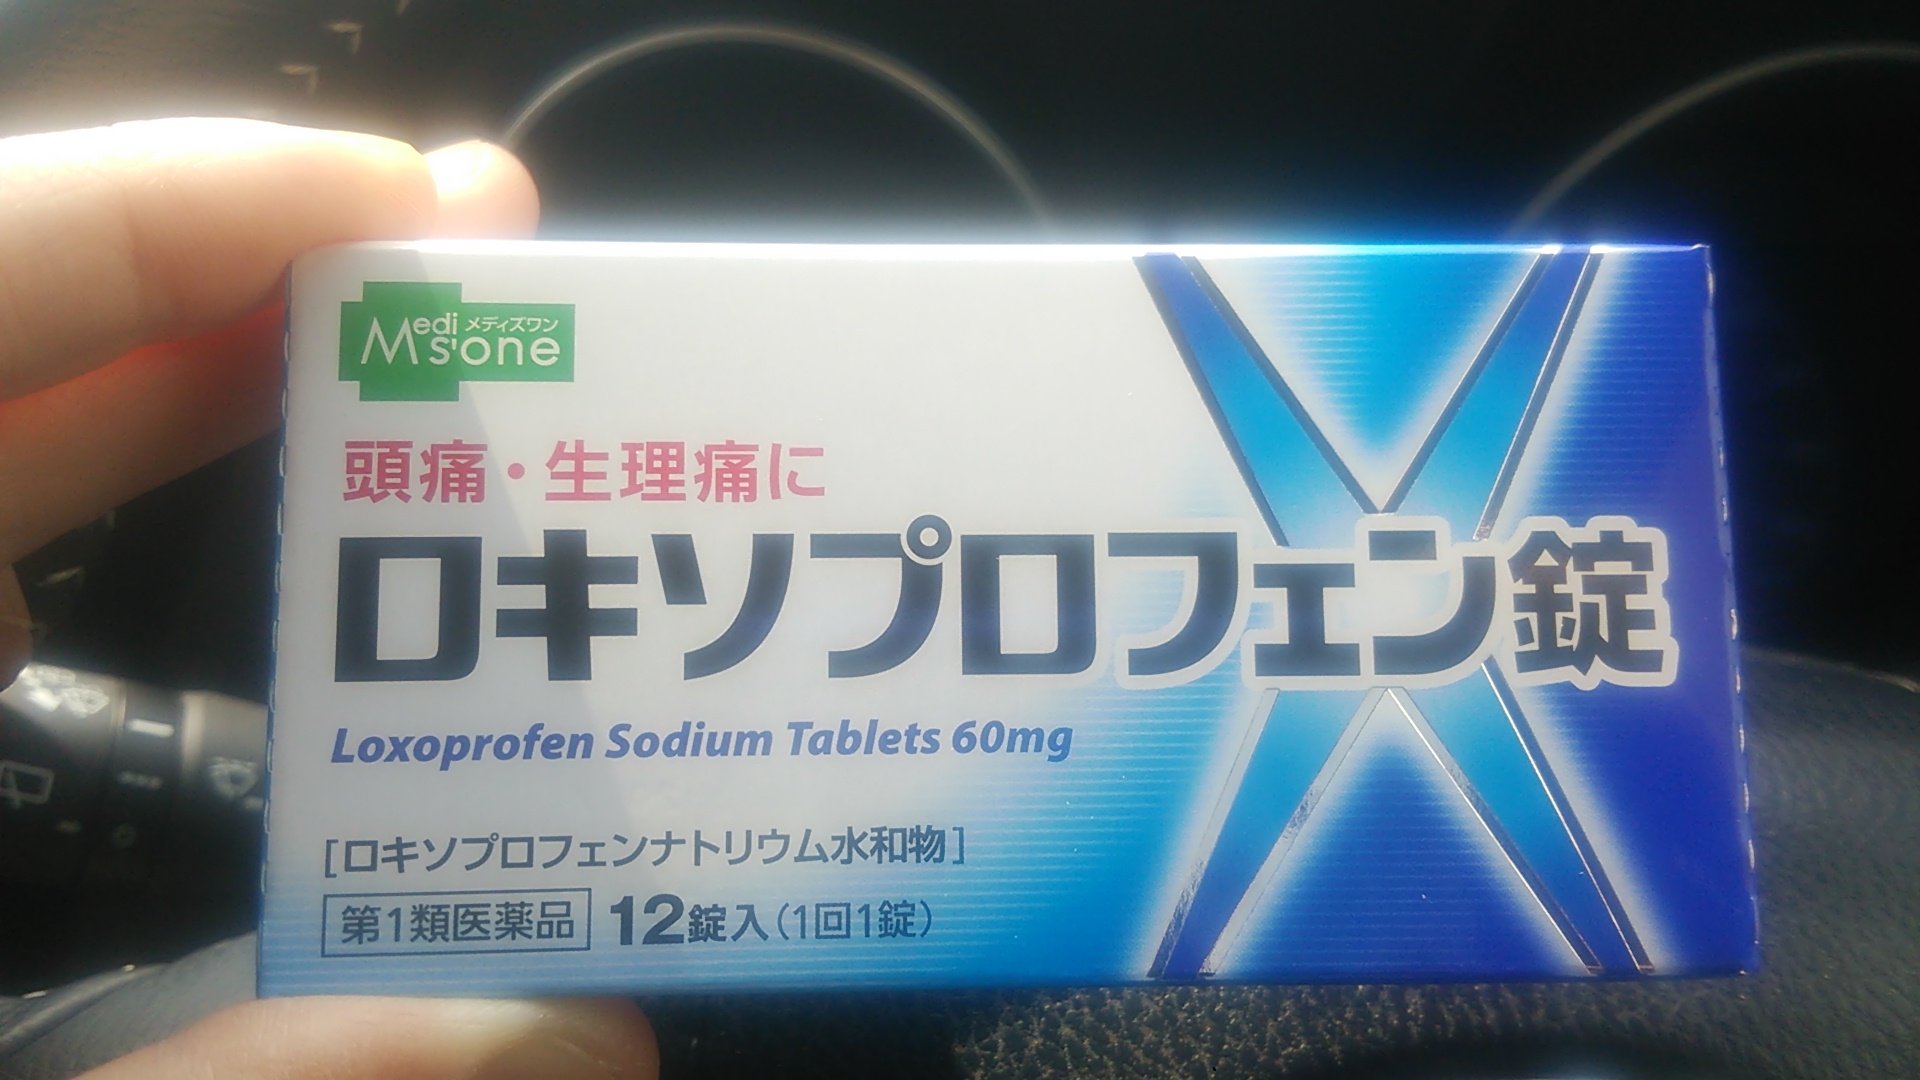 Medi メディズワン
Ms'one
頭痛・生理痛に
ロキソプロフェン錠
Loxoprofen Sodium Tablets 60mg
[ロキソプロフェンナトリウム水和物]
第1類医薬品 12錠入(1回1錠)